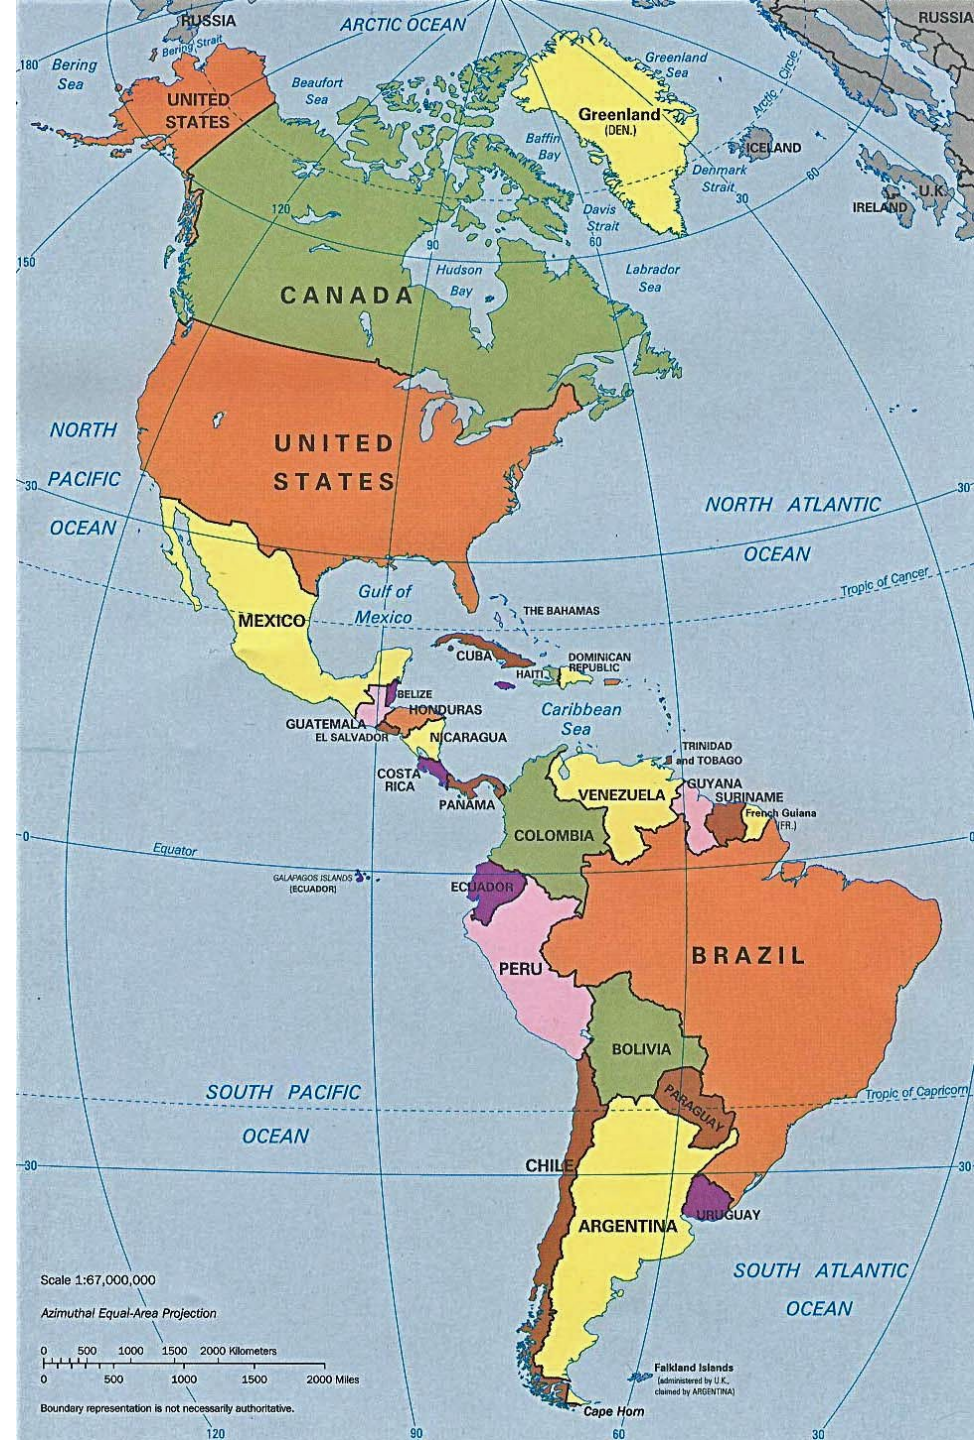 RUSSIA
ARCTIC OCEAN
RUSSIA
Bering Strait
180
Bering
Sea
Beaufort
Sea
Greenland
Sea
Arctic Circle
UNITED
STATES
Greenland
(DEN.)
Baffin
Bay
ICELAND
Denmark
Strait
60
U.K.
IRELAND
120
Davis
Strait
30
90
60
150
Hudson
Bay
Labrador
Sea
CANADA
NORTH
PACIFIC
OCEAN
UNITED
STATES
30
30
NORTH ATLANTIC
OCEAN
Tropic of Cancer
Gulf of
Mexico
MEXICO
THE BAHAMAS
CUBA
HAITI
DOMINICAN
REPUBLIC
BELIZE
HONDURAS
GUATEMALA
EL SALVADOR
NICARAGUA
Caribbean
Sea
COSTA
RICA
PANAMA
TRINIDAD
and TOBAGO
VENEZUELA
GUYANA
SURINAME
French Guiana
(FR.)
COLOMBIA
0
0
Equator
GALAPAGOS ISLANDS
(ECUADOR)
ECUADOR
PERU
BRAZIL
BOLIVIA
SOUTH PACIFIC
OCEAN
PARAGUAY
Tropic of Capricorn
30
30
CHILE
ARGENTINA
URUGUAY
SOUTH ATLANTIC
OCEAN
Scale 1:67,000,000
Azimuthal Equal-Area Projection
0 500 1000 1500 2000 Kilometers
0 500 1000 1500 2000 Miles
Boundary representation is not necessarily authoritative.
Falkland Islands
(administered by U.K.,
claimed by ARGENTINA)
Cape Horn
120
90
60
30